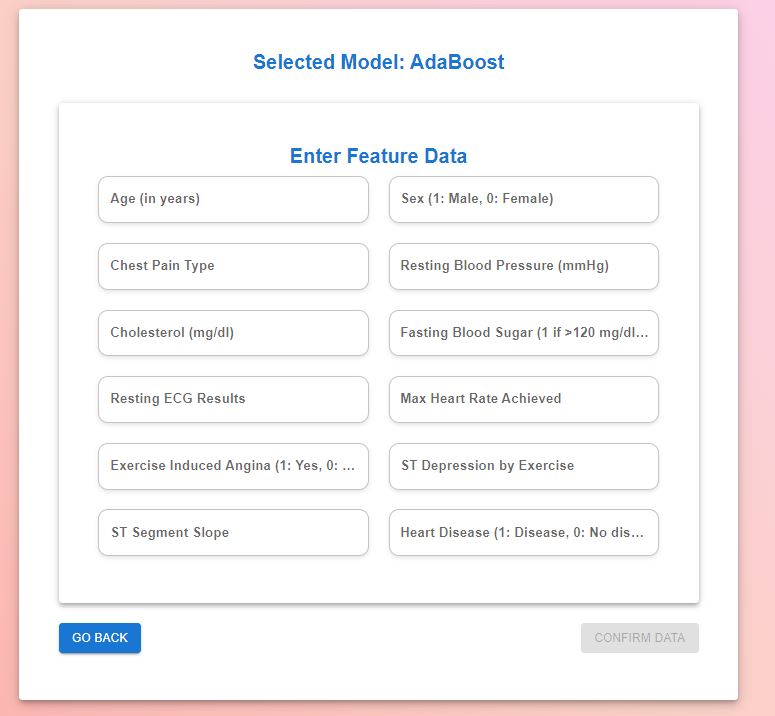 Selected Model: AdaBoost
Enter Feature Data
Age (in years)
Sex (1: Male, 0: Female)
Chest Pain Type
Resting Blood Pressure (mmHg)
Cholesterol (mg/dl)
Fasting Blood Sugar (1 if >120 mg/dl...
Resting ECG Results
Max Heart Rate Achieved
Exercise Induced Angina (1: Yes, 0: ...
ST Depression by Exercise
ST Segment Slope
Heart Disease (1: Disease, 0: No dis...
GO BACK
CONFIRM DATA